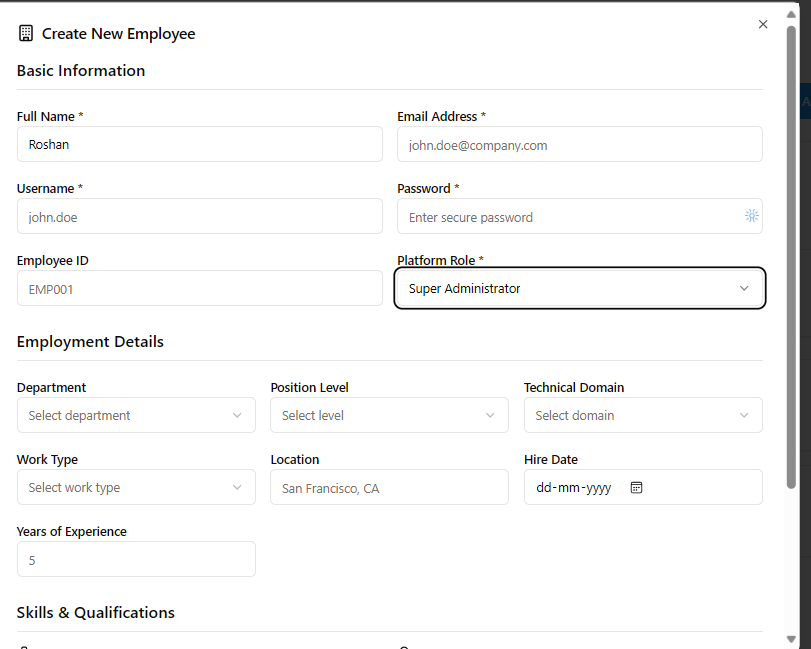 Create New Employee
Basic Information
Full Name *
Email Address *
Roshan
john.doe@company.com
Username *
Password *
john.doe
Enter secure password
Employee ID
Platform Role *
EMP001
Super Administrator
Employment Details
Department
Position Level
Technical Domain
Select department
Select level
Select domain
Work Type
Location
Hire Date
Select work type
San Francisco, CA
dd-mm-yyyy
Years of Experience
5
Skills & Qualifications